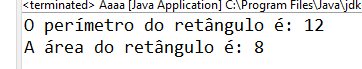 <terminated> Aaaa [Java Application] C:\Program Files\Java\jdk
O perímetro do retângulo é: 12
A área do retângulo é: 8